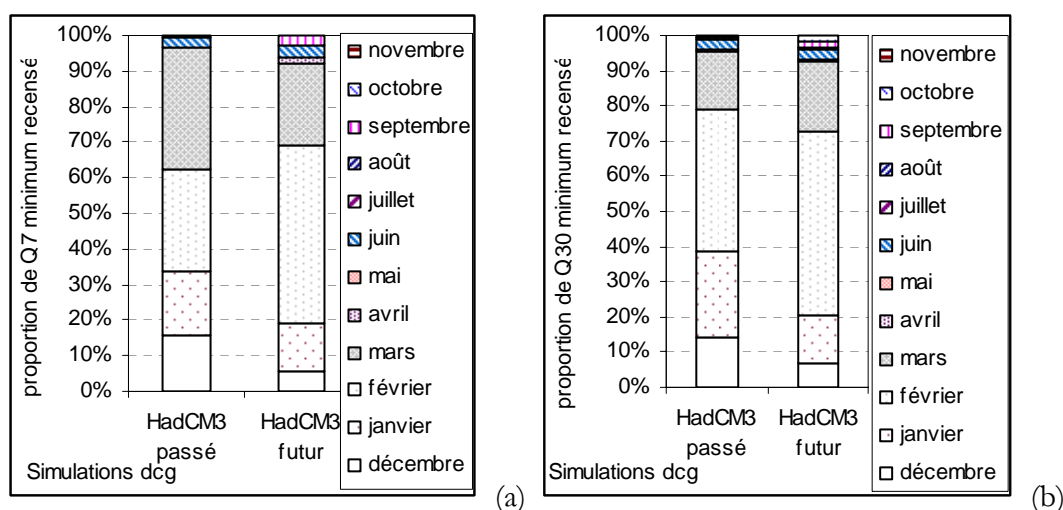 proportion de Q7 minimum recensé
100%
90%
80%
70%
60%
50%
40%
30%
20%
10%
0%
HadCM3
passé
HadCM3
futur
Simulations dcg
novembre
octobre
septembre
août
juillet
juin
mai
avril
mars
février
janvier
décembre
(a)
proportion de Q30 minimum recensé
100%
90%
80%
70%
60%
50%
40%
30%
20%
10%
0%
HadCM3
passé
HadCM3
futur
Simulations dcg
novembre
octobre
septembre
août
juillet
juin
mai
avril
mars
février
janvier
décembre
(b)